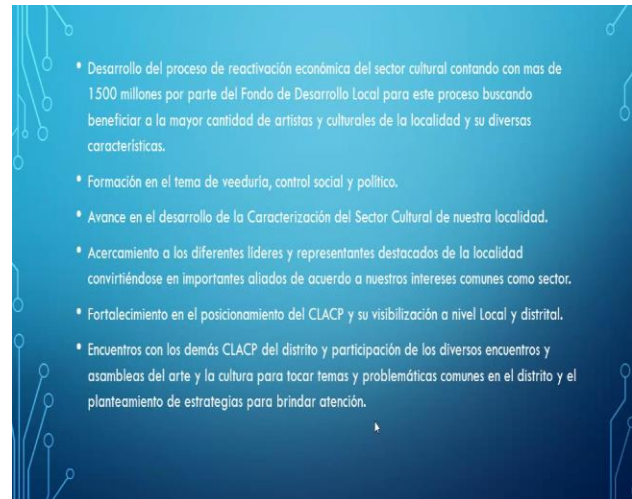 • Desarrollo del proceso de reactivación económica del sector cultural contando con mas de
1500 millones por parte del Fondo de Desarrollo Local para este proceso buscando
beneficiar a la mayor cantidad de artistas y culturales de la localidad y su diversas
características.
• Formación en el tema de veeduría, control social y político.
• Avance en el desarrollo de la Caracterización del Sector Cultural de nuestra localidad.
• Acercamiento a los diferentes lideres y representantes destacados de la localidad
convirtiéndose en importantes aliados de acuerdo a nuestros intereses comunes como sector.
• Fortalecimiento en el posicionamiento del CLACP y su visibilización a nivel Local y distrital.
• Encuentros con los demás CLACP del distrito y participación de los diversos encuentros y
asambleas del arte y la cultura para tocar temas y problemáticas comunes en el distrito y el
planteamiento de estrategias para brindar atención.